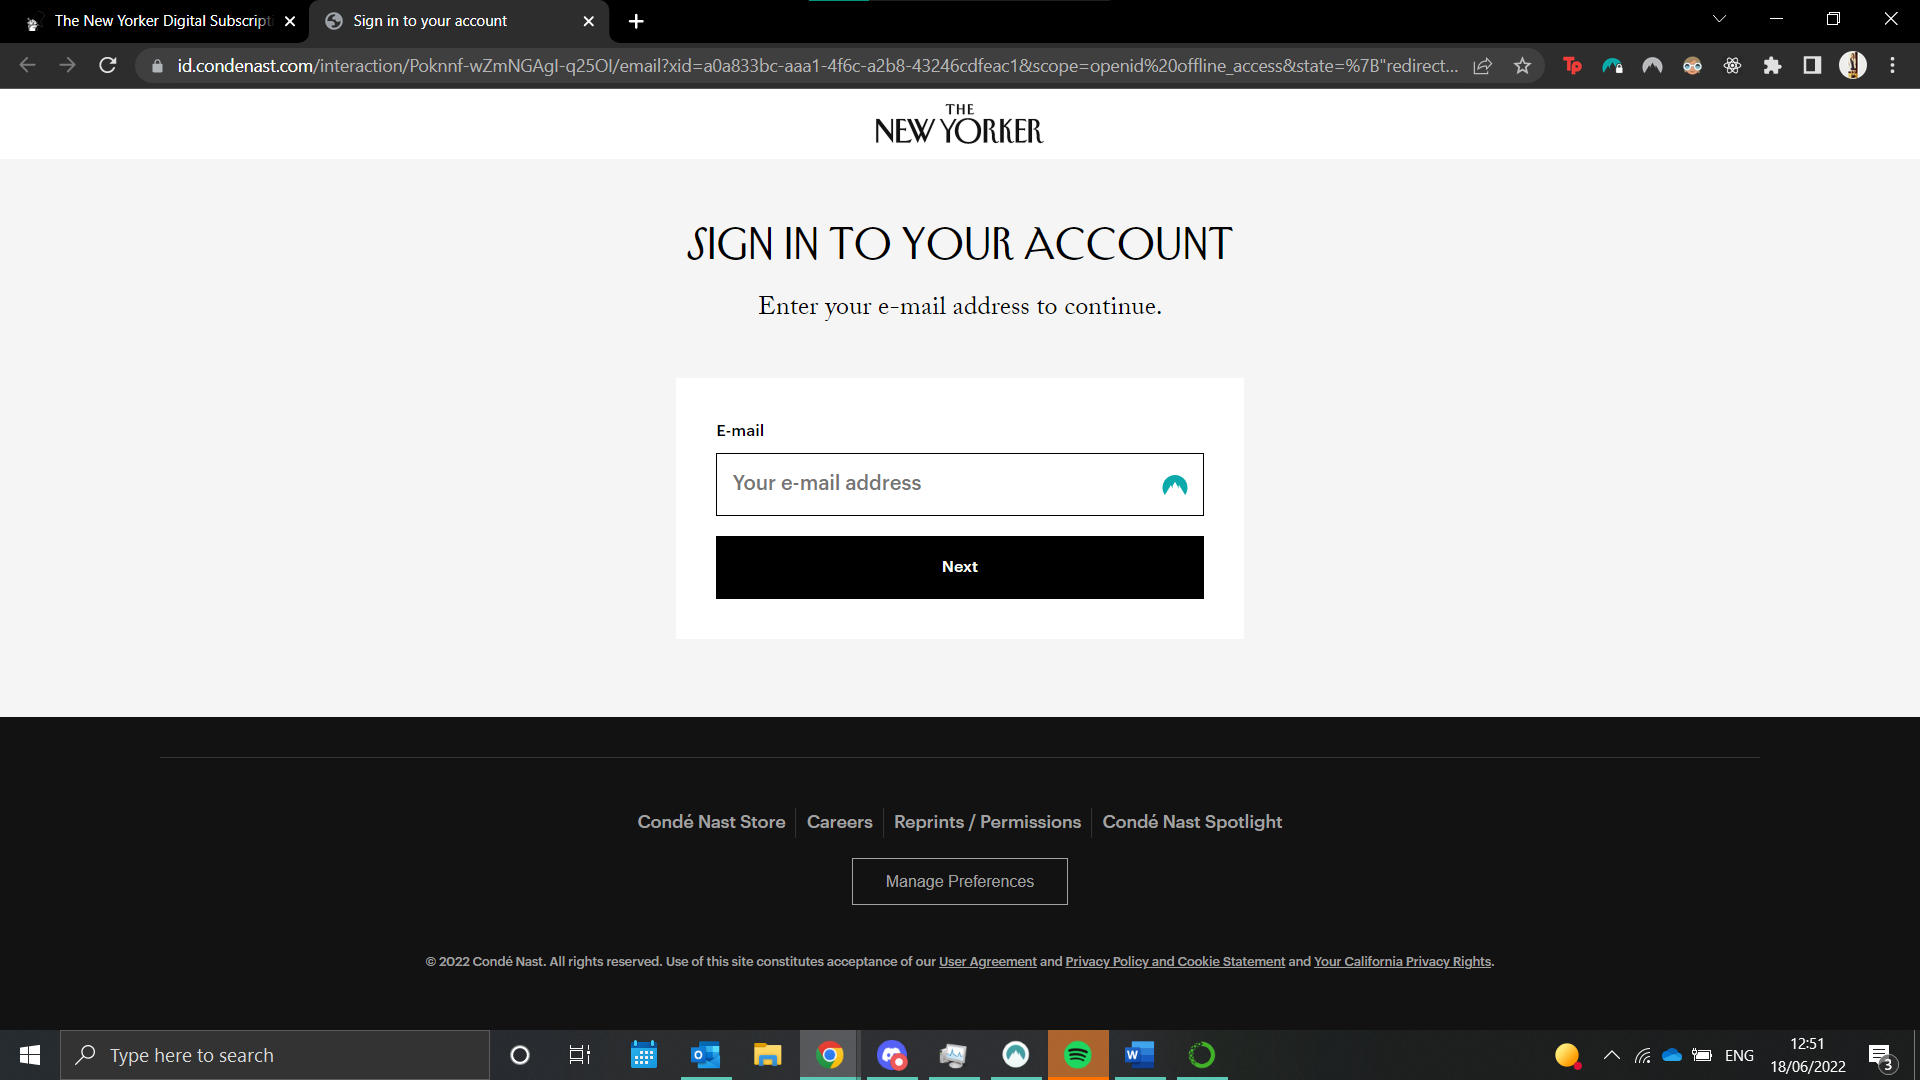 The New Yorker Digital Subscripti
Sign in to your account
id.condenast.com/interaction/Poknnf-wZmNGAgI-q25OI/email?xid=a0a833bc-aaa1-4f6c-a2b8-43246cdfeac1&scope=openid%20offline_access&state=%7B"redirect...
Tp
THE
NEW YORKER
SIGN IN TO YOUR ACCOUNT
Enter your e-mail address to continue.
E-mail
Your e-mail address
Next
Condé Nast Store
Careers
Reprints / Permissions
Condé Nast Spotlight
Manage Preferences
© 2022 Condé Nast. All rights reserved. Use of this site constitutes acceptance of our User Agreement and Privacy Policy and Cookie Statement and Your California Privacy Rights.
Type here to search
ENG
12:51
18/06/2022
3